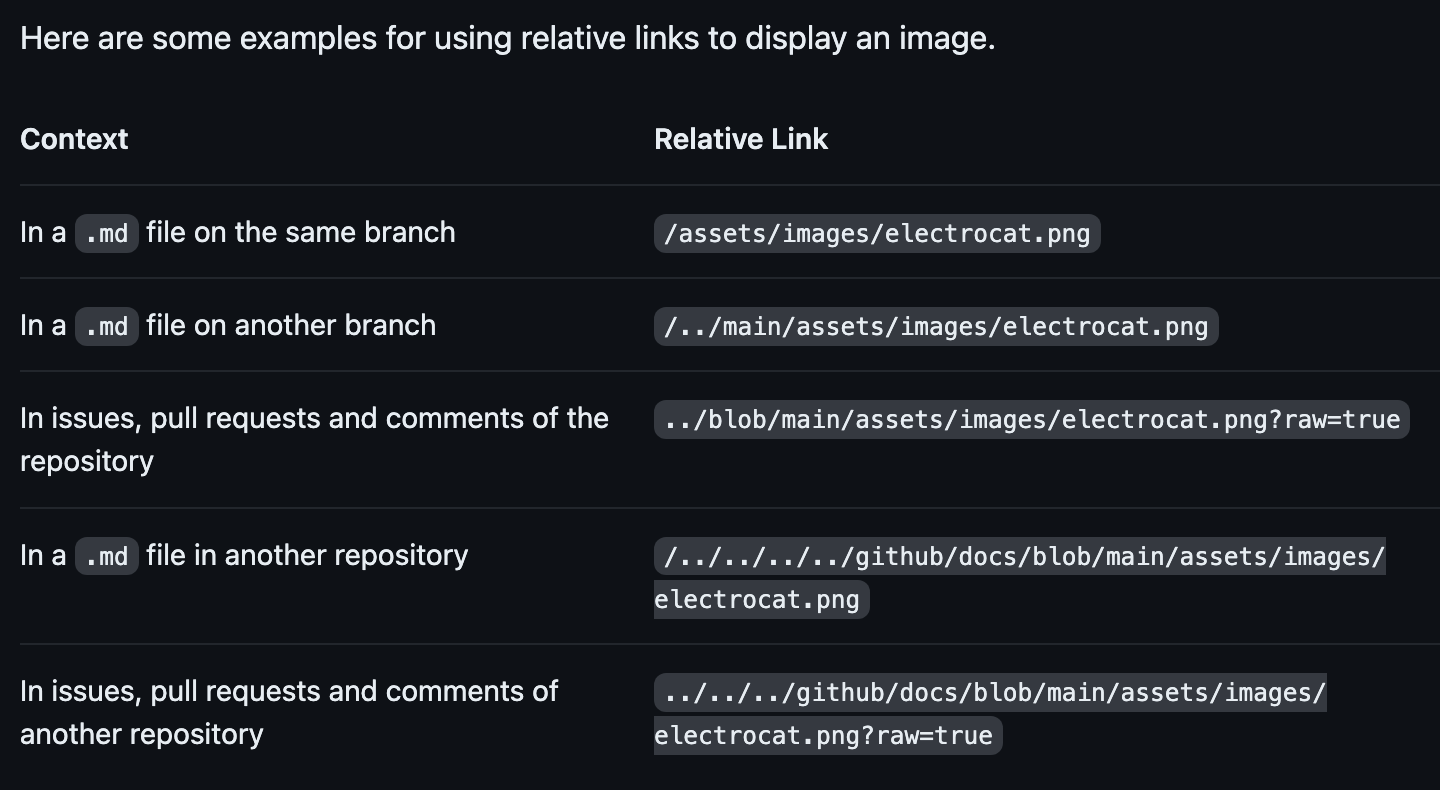 Here are some examples for using relative links to display an image.
Context Relative Link
In a .md file on the same branch /assets/images/electrocat.png
In a .md file on another branch /../main/assets/images/electrocat.png
In issues, pull requests and comments of the ../blob/main/assets/images/electrocat.png?raw=true
repository
In a .md file in another repository /../../../../github/docs/blob/main/assets/images/
electrocat.png
In issues, pull requests and comments of ../../../github/docs/blob/main/assets/images/
another repository electrocat.png?raw=true